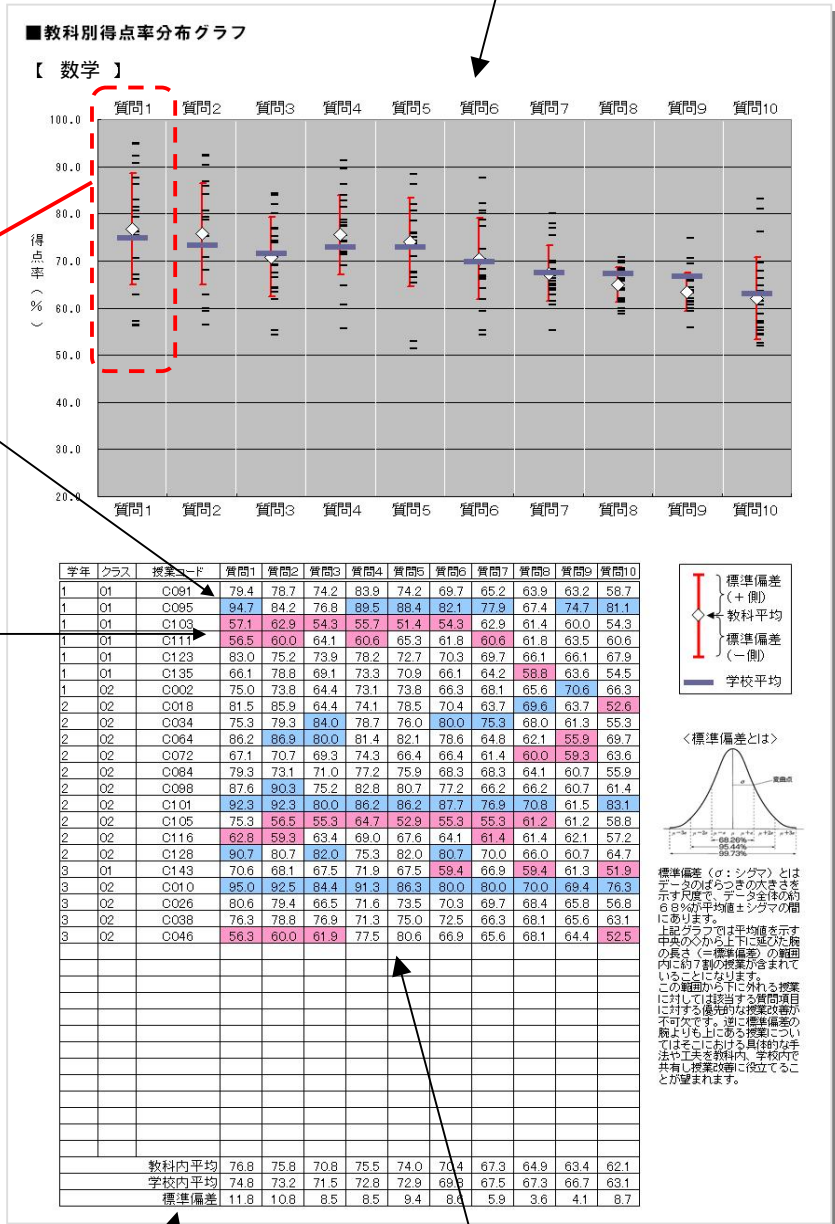 ■教科別得点率分布グラフ
【 数学 】
質問1 質問2 質問3 質問4 質問5 質問6 質問7 質問8 質問9 質問10
100.0
90.0
80.0
70.0
60.0
50.0
40.0
30.0
20.0
得点率(%)
質問1 質問2 質問3 質問4 質問5 質問6 質問7 質問8 質問9 質問10
学年 クラス 授業コード 質問1 質問2 質問3 質問4 質問5 質問6 質問7 質問8 質問9 質問10
1 01 C091 79.4 78.7 74.2 83.9 74.2 69.7 65.2 63.9 63.2 58.7
1 01 C095 94.7 84.2 76.8 89.5 88.4 82.1 77.9 67.4 74.7 81.1
1 01 C103 57.1 62.9 54.3 55.7 51.4 54.3 62.9 61.4 60.0 54.3
1 01 C111 56.5 60.0 64.1 60.6 65.3 61.8 60.6 61.8 63.5 60.6
1 01 C123 83.0 75.2 73.9 78.2 72.7 70.3 69.7 66.1 66.1 67.9
1 01 C135 66.1 78.8 69.1 73.3 70.9 66.1 64.2 58.8 63.6 54.5
1 02 C002 75.0 73.8 64.4 73.1 73.8 66.3 68.1 65.6 70.6 66.3
2 02 C018 81.5 85.9 64.4 74.1 78.5 70.4 63.7 69.6 63.7 52.6
2 02 C034 75.3 79.3 84.0 78.7 76.0 80.0 75.3 68.0 61.3 55.3
2 02 C064 86.2 86.9 80.0 81.4 82.1 78.6 64.8 62.1 55.9 69.7
2 02 C072 67.1 70.7 69.3 74.3 66.4 66.4 61.4 60.0 59.3 63.6
2 02 C084 79.3 73.1 71.0 77.2 75.9 68.3 68.3 64.1 60.7 55.9
2 02 C098 87.6 90.3 75.2 82.8 80.7 77.2 66.2 66.2 60.7 61.4
2 02 C101 92.3 92.3 80.0 86.2 86.2 87.7 76.9 70.8 61.5 83.1
2 02 C105 75.3 56.5 55.3 64.7 52.9 55.3 55.3 61.2 61.2 58.8
2 02 C116 62.8 59.3 63.4 69.0 67.6 64.1 61.4 61.4 62.1 57.2
2 02 C128 90.7 80.7 82.0 75.3 82.0 80.7 70.0 66.0 60.7 64.7
3 01 C143 70.6 68.1 67.5 71.9 67.5 59.4 66.9 59.4 61.3 51.9
3 02 C010 95.0 92.5 84.4 91.3 86.3 80.0 80.0 70.0 69.4 76.3
3 02 C026 80.6 79.4 66.5 71.6 73.5 70.3 69.7 68.4 65.8 56.8
3 02 C038 76.3 78.8 76.9 71.3 75.0 72.5 66.3 68.1 65.6 63.1
3 02 C046 56.3 60.0 61.9 77.5 80.6 66.9 65.6 68.1 64.4 52.5
教科内平均 76.8 75.8 70.8 75.5 74.0 70.4 67.3 64.9 63.4 62.1
学校内平均 74.8 73.2 71.5 72.8 72.9 69.8 67.5 67.3 66.7 63.1
標準偏差 11.8 10.8 8.5 8.5 9.4 8.6 5.9 3.6 4.1 8.7
標準偏差
(+側)
教科平均
標準偏差
(-側)
学校平均
<標準偏差とは>
σ
変曲点
68.26%
95.44%
99.73%
標準偏差(σ:シグマ)とは
データのばらつきの大きさを
示す尺度で、データ全体の約
68%が平均値±シグマの間
にあります。
上記グラフでは平均値を示す
中央の◇から上下に延びた腕
の長さ(=標準偏差)の範囲
内に約7割の授業が含まれて
いることになります。
この範囲から下に外れる授業
に対しては該当する質問項目
に対する優先的な授業改善が
不可欠です。逆に標準偏差の
腕よりも上にある授業につい
てはそこにおける具体的な手
法や工夫を教科内、学校内で
共有し授業改善に役立てるこ
とが望まれます。